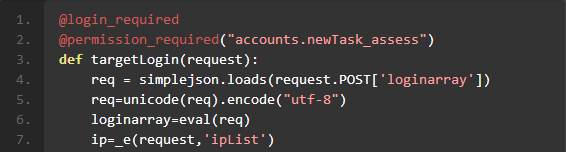 1. @login_required
2. @permission_required("accounts.newTask_assess")
3. def targetLogin(request):
4. req = simplejson.loads(request.POST['loginarray'])
5. req=unicode(req).encode("utf-8")
6. loginarray=eval(req)
7. ip=_e(request,'ipList')